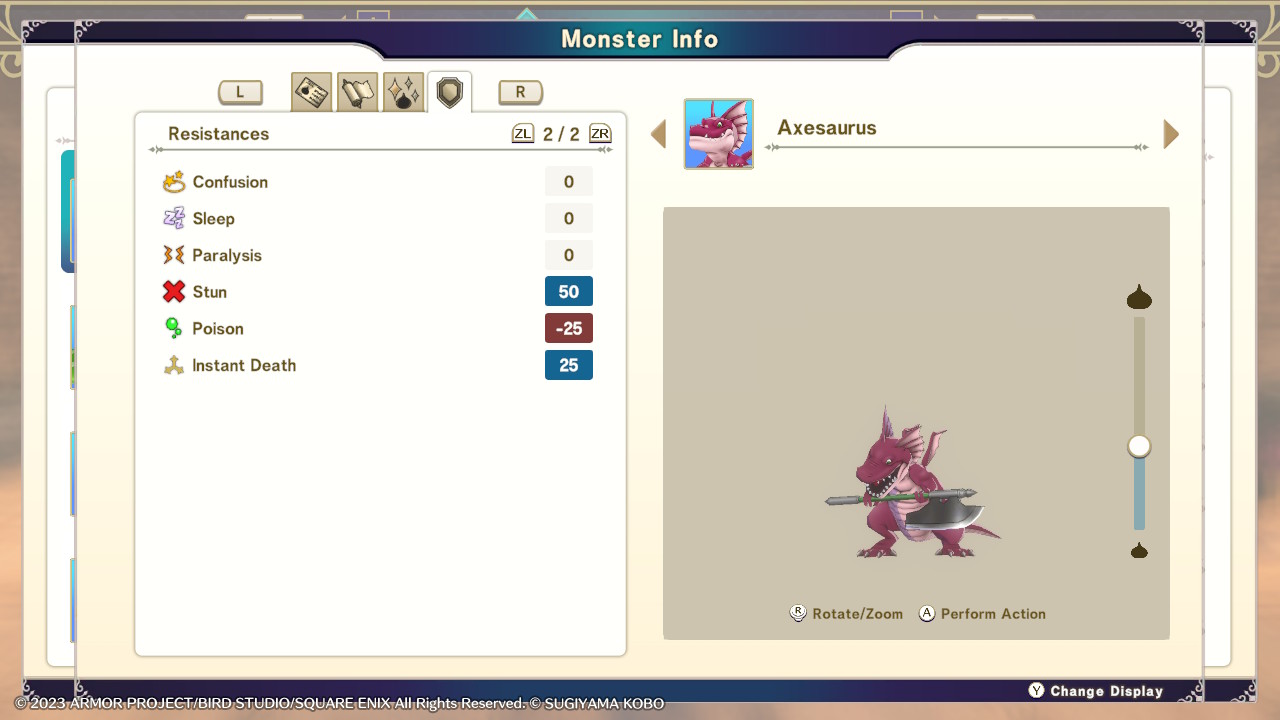 Monster Info
L
R
Resistances
ZL 2 / 2 ZR
Axesaurus
Confusion 0
Sleep 0
Paralysis 0
Stun 50
Poison -25
Instant Death 25
R Rotate/Zoom A Perform Action
Y Change Display
© 2023 ARMOR PROJECT/BIRD STUDIO/SQUARE ENIX All Rights Reserved. © SUGIYAMA KOBO